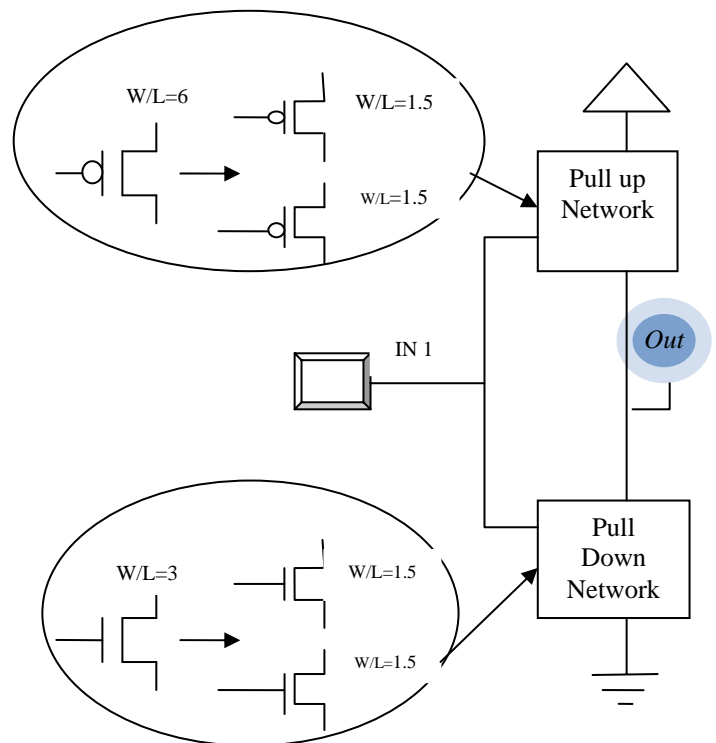 W/L=6
W/L=1.5
W/L=1.5
Pull up
Network
Out
IN 1
Pull
Down
Network
W/L=3
W/L=1.5
W/L=1.5